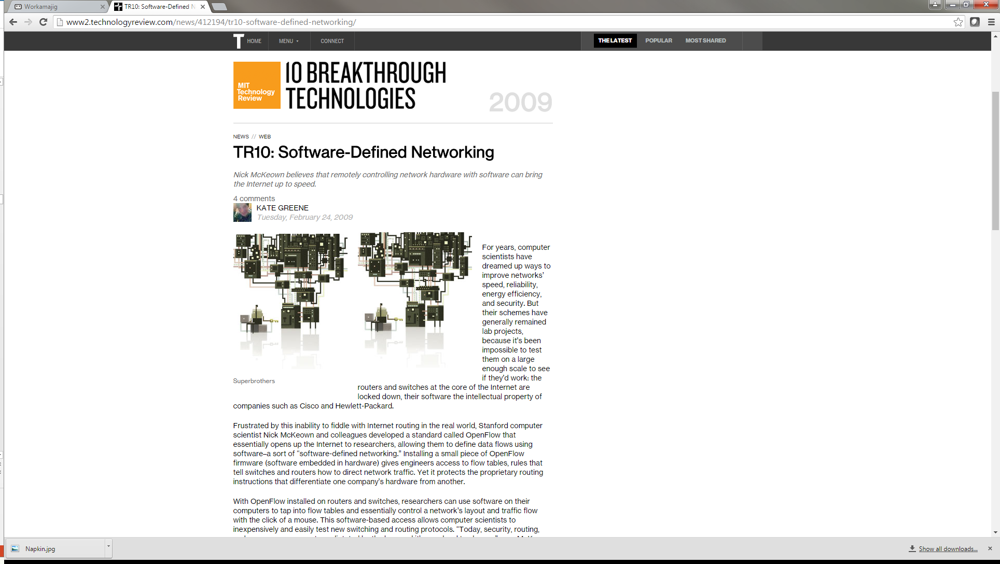 Workamajig
TR10: Software-Defined N
www2.technologyreview.com/news/412194/tr10-software-defined-networking/
T HOME MENU CONNECT THE LATEST POPULAR MOST SHARED
MIT
Technology
Review
10 BREAKTHROUGH
TECHNOLOGIES
2009
NEWS // WEB
TR10: Software-Defined Networking
Nick McKeown believes that remotely controlling network hardware with software can bring
the Internet up to speed.
4 comments
KATE GREENE
Tuesday, February 24, 2009
For years, computer
scientists have
dreamed up ways to
improve networks’
speed, reliability,
energy efficiency,
and security. But
their schemes have
generally remained
lab projects,
because it’s been
impossible to test
them on a large
enough scale to see
if they’d work: the
Superbrothers
routers and switches at the core of the Internet are
locked down, their software the intellectual property of
companies such as Cisco and Hewlett-Packard.
Frustrated by this inability to fiddle with Internet routing in the real world, Stanford computer
scientist Nick McKeown and colleagues developed a standard called OpenFlow that
essentially opens up the Internet to researchers, allowing them to define data flows using
software–a sort of “software-defined networking.” Installing a small piece of OpenFlow
firmware (software embedded in hardware) gives engineers access to flow tables, rules that
tell switches and routers how to direct network traffic. Yet it protects the proprietary routing
instructions that differentiate one company’s hardware from another.
With OpenFlow installed on routers and switches, researchers can use software on their
computers to tap into flow tables and essentially control a network’s layout and traffic flow
with the click of a mouse. This software-based access allows computer scientists to
inexpensively and easily test new switching and routing protocols. “Today, security, routing,
Napkin.jpg
Show all downloads...